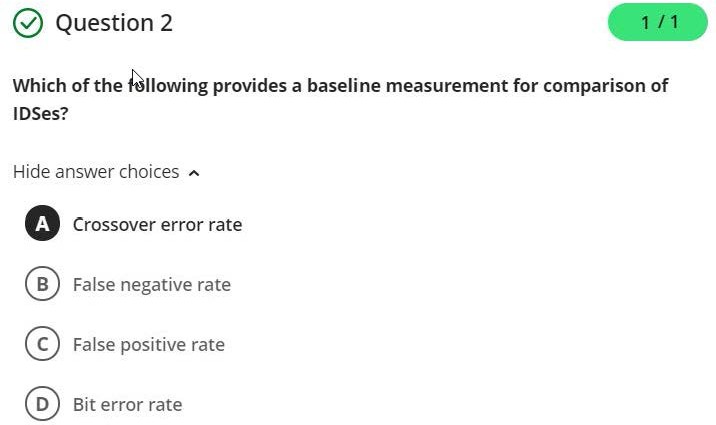 Question 2
1 / 1
Which of the following provides a baseline measurement for comparison of
IDSes?
Hide answer choices
A Crossover error rate
B False negative rate
C False positive rate
D Bit error rate